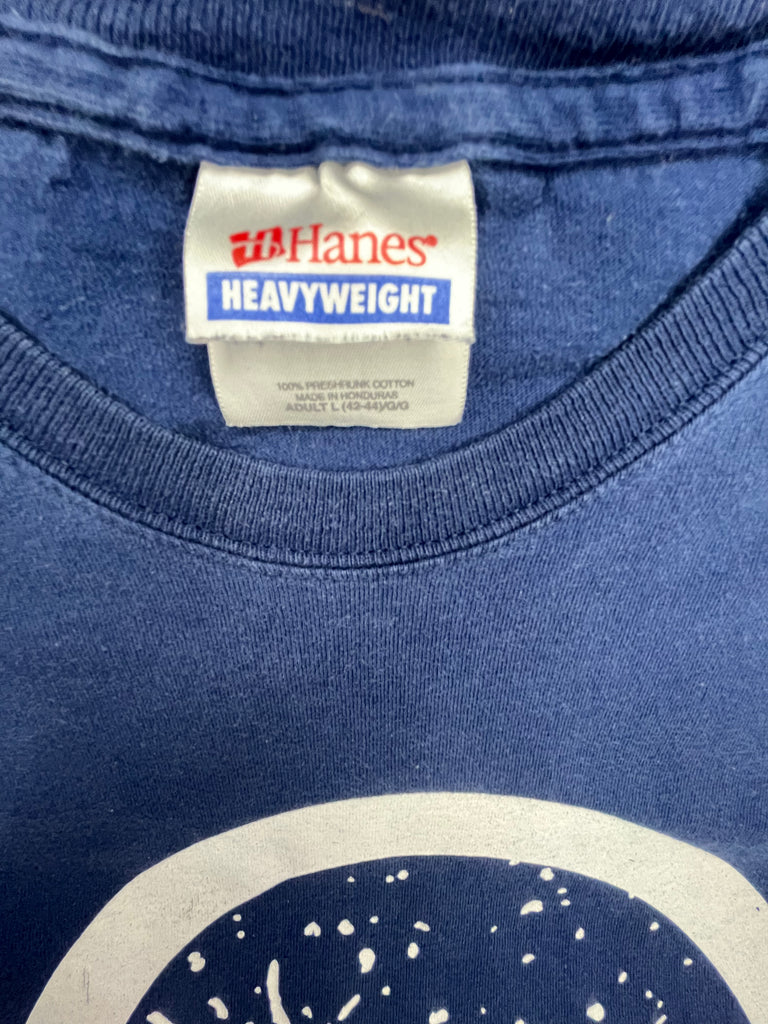 Hanes
HEAVYWEIGHT
100% PRESHRUNK COTTON
MADE IN HONDURAS
ADULT L (42-44)/G/G